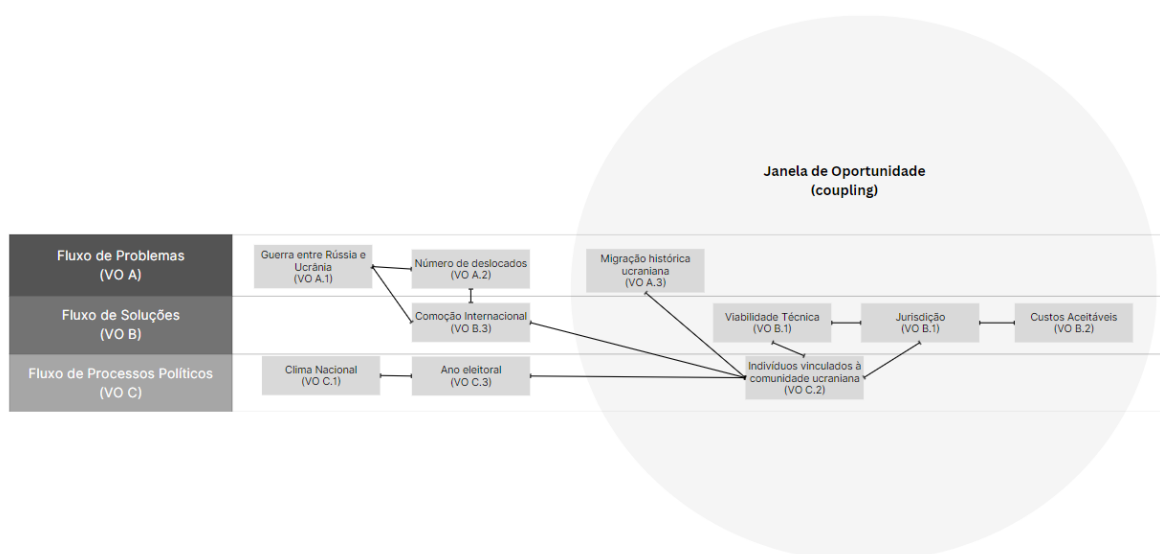 Janela de Oportunidade
(coupling)
Fluxo de Problemas
(VO A)
Guerra entre Rússia e
Ucrânia
(VO A.1)
Número de deslocados
(VO A.2)
Migração histórica
ucraniana
(VO A.3)
Fluxo de Soluções
(VO B)
Comoção Internacional
(VO B.3)
Viabilidade Técnica
(VO B.1)
Jurisdição
(VO B.1)
Custos Aceitáveis
(VO B.2)
Fluxo de Processos Políticos
(VO C)
Clima Nacional
(VO C.1)
Ano eleitoral
(VO C.3)
Indivíduos vinculados à
comunidade ucraniana
(VO C.2)